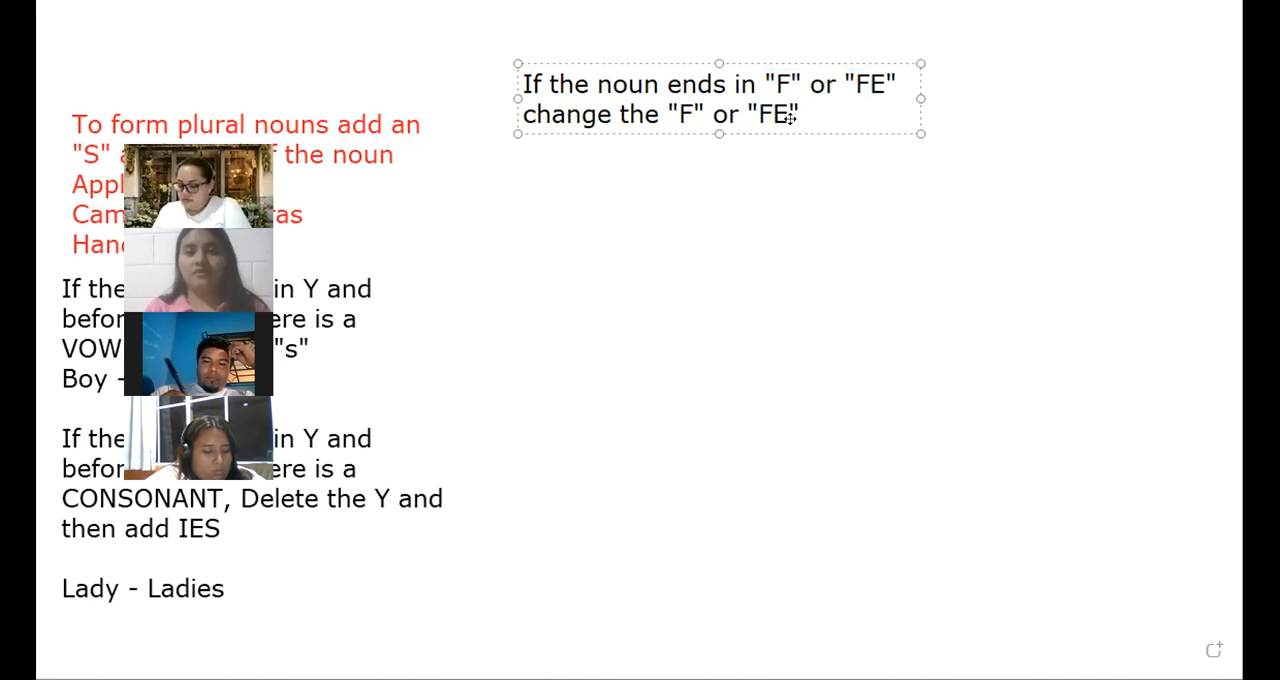 To form plural nouns add an
"S" a f the noun
Appl
Cam ras
Hand
If the in Y and
befor ere is a
VOW "s"
Boy -
If the in Y and
befor ere is a
CONSONANT, Delete the Y and
then add IES
Lady - Ladies
If the noun ends in "F" or "FE"
change the "F" or "FE"